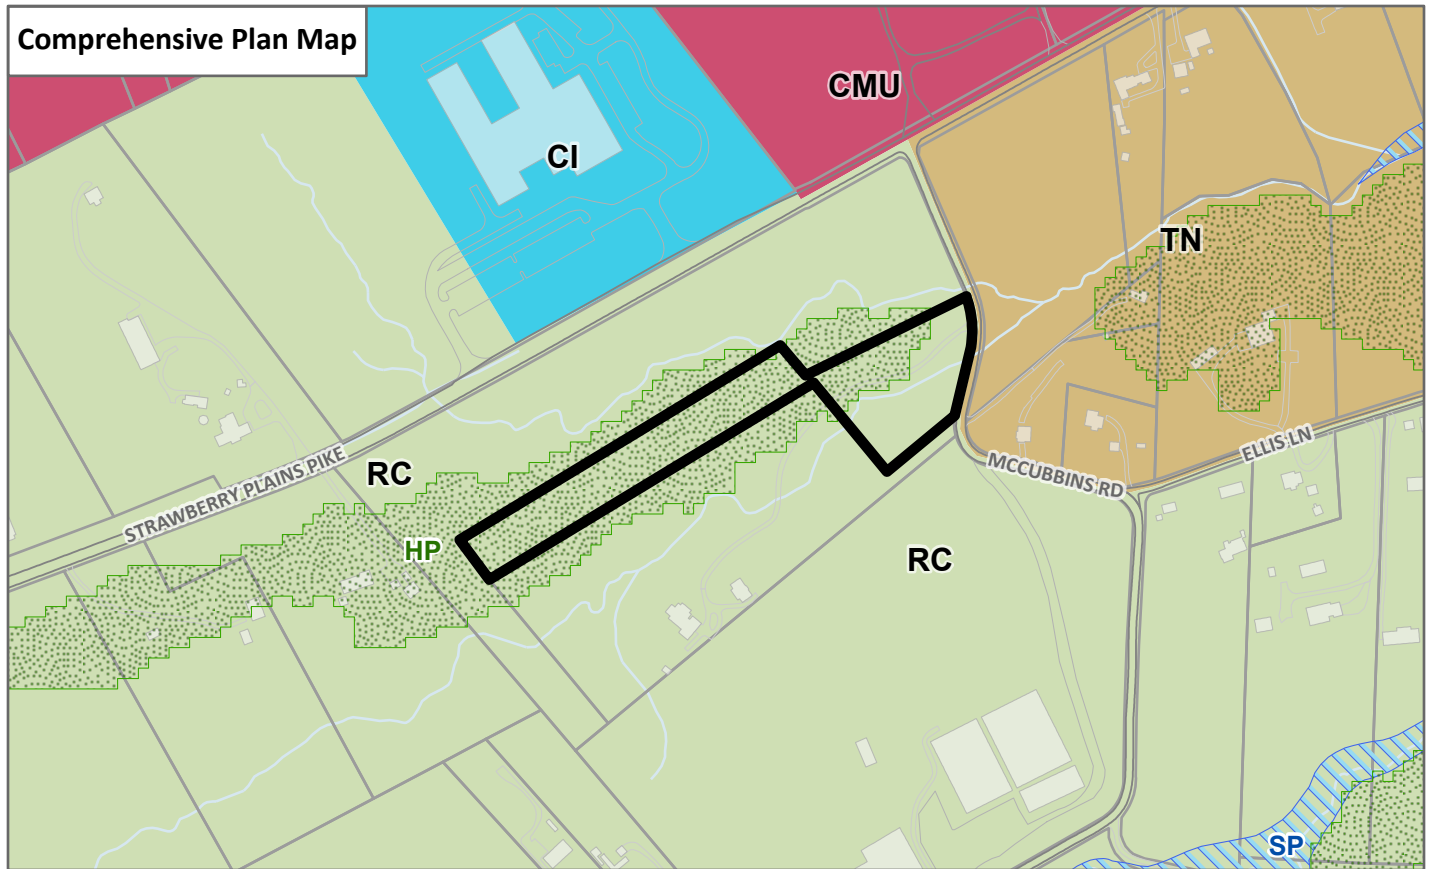 Comprehensive Plan Map
CMU
CI
TN
STRAWBERRY PLAINS PIKE
RC
HP
ELLIS LN
MCCUBBINS RD
RC
SP